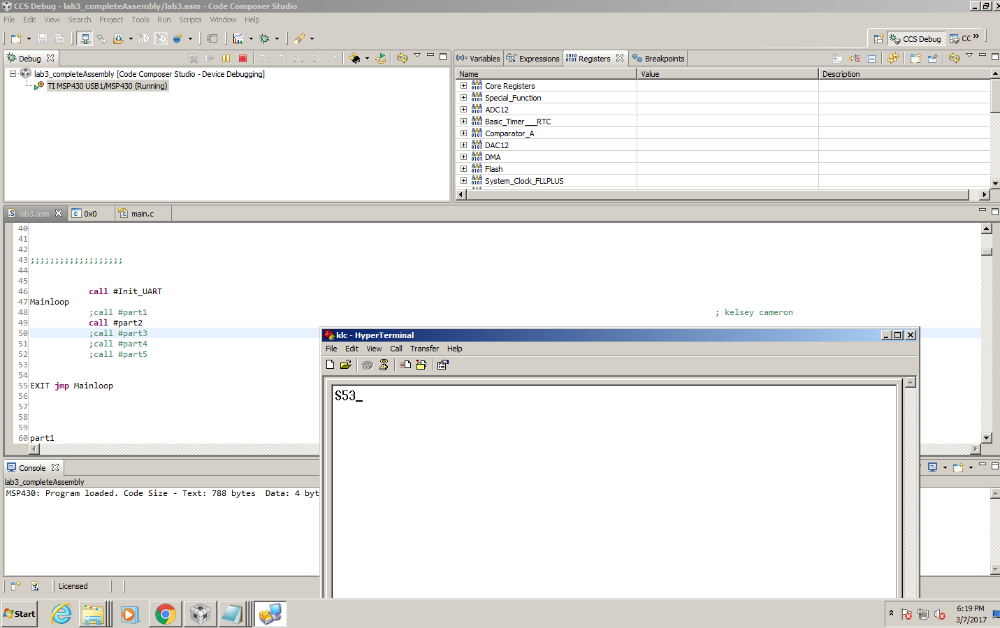 CCS Debug - lab3_completeAssembly/lab3.asm - Code Composer Studio
File Edit View Search Project Tools Run Scripts Window Help
CCS Debug CC »
Debug
lab3_completeAssembly [Code Composer Studio - Device Debugging]
TI MSP430 USB1/MSP430 (Running)
(x)= Variables Expressions Registers Breakpoints
Name Value Description
Core Registers
Special_Function
ADC12
Basic_Timer___RTC
Comparator_A
DAC12
DMA
Flash
System_Clock_FLLPLUS
lab3.asm 0x0 main.c
40
41
42
43 ;;;;;;;;;;;;;;;;;;;
44
45
46 call #Init_UART
47 Mainloop
48 ;call #part1 ; kelsey cameron
49 call #part2
50 ;call #part3
51 ;call #part4
52 ;call #part5
53
54
55 EXIT jmp Mainloop
56
57
58
59
60 part1
klc - HyperTerminal
File Edit View Call Transfer Help
S53_
Console
lab3_completeAssembly
MSP430: Program loaded. Code Size - Text: 788 bytes Data: 4 byt
Licensed
Start
6:19 PM
3/7/2017